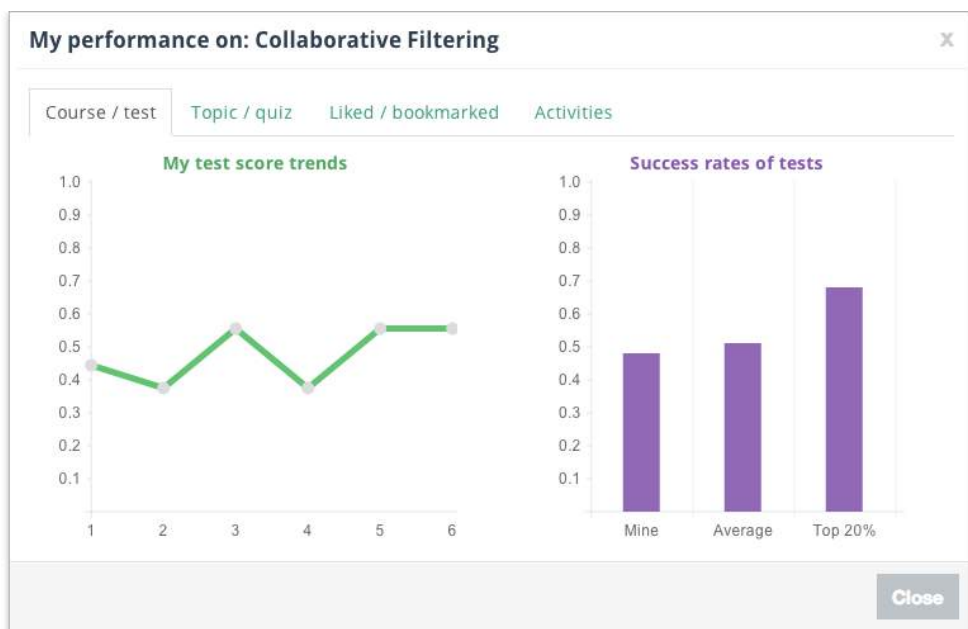 My performance on: Collaborative Filtering
x
Course / test
Topic / quiz
Liked / bookmarked
Activities
My test score trends
1.0
0.9
0.8
0.7
0.6
0.5
0.4
0.3
0.2
0.1
1 2 3 4 5 6
Success rates of tests
1.0
0.9
0.8
0.7
0.6
0.5
0.4
0.3
0.2
0.1
Mine Average Top 20%
Close